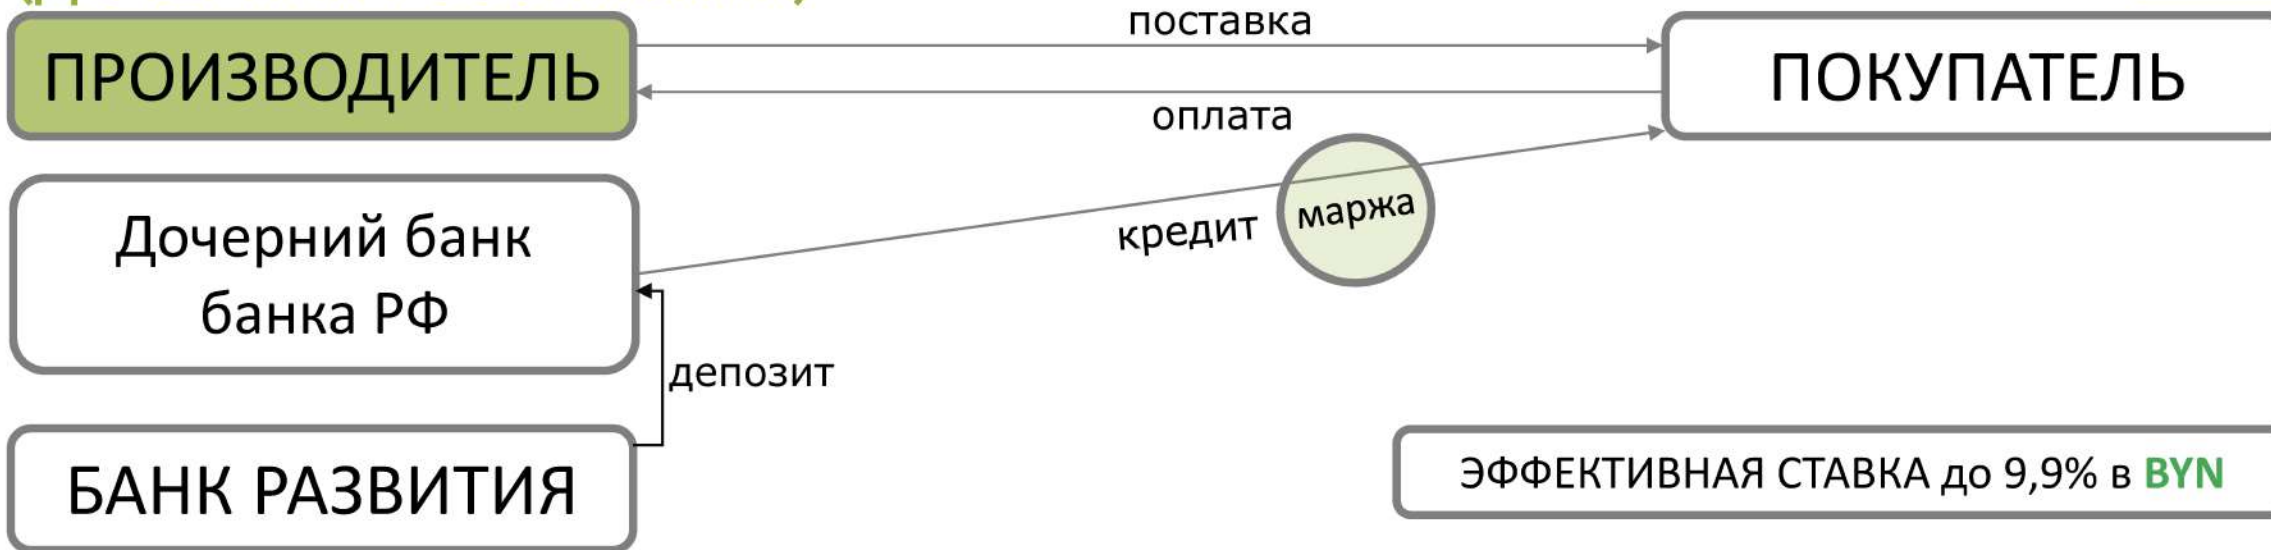 поставка
ПРОИЗВОДИТЕЛЬ
ПОКУПАТЕЛЬ
оплата
маржа
кредит
Дочерний банк
банка РФ
депозит
БАНК РАЗВИТИЯ
ЭФФЕКТИВНАЯ СТАВКА до 9,9% в BYN